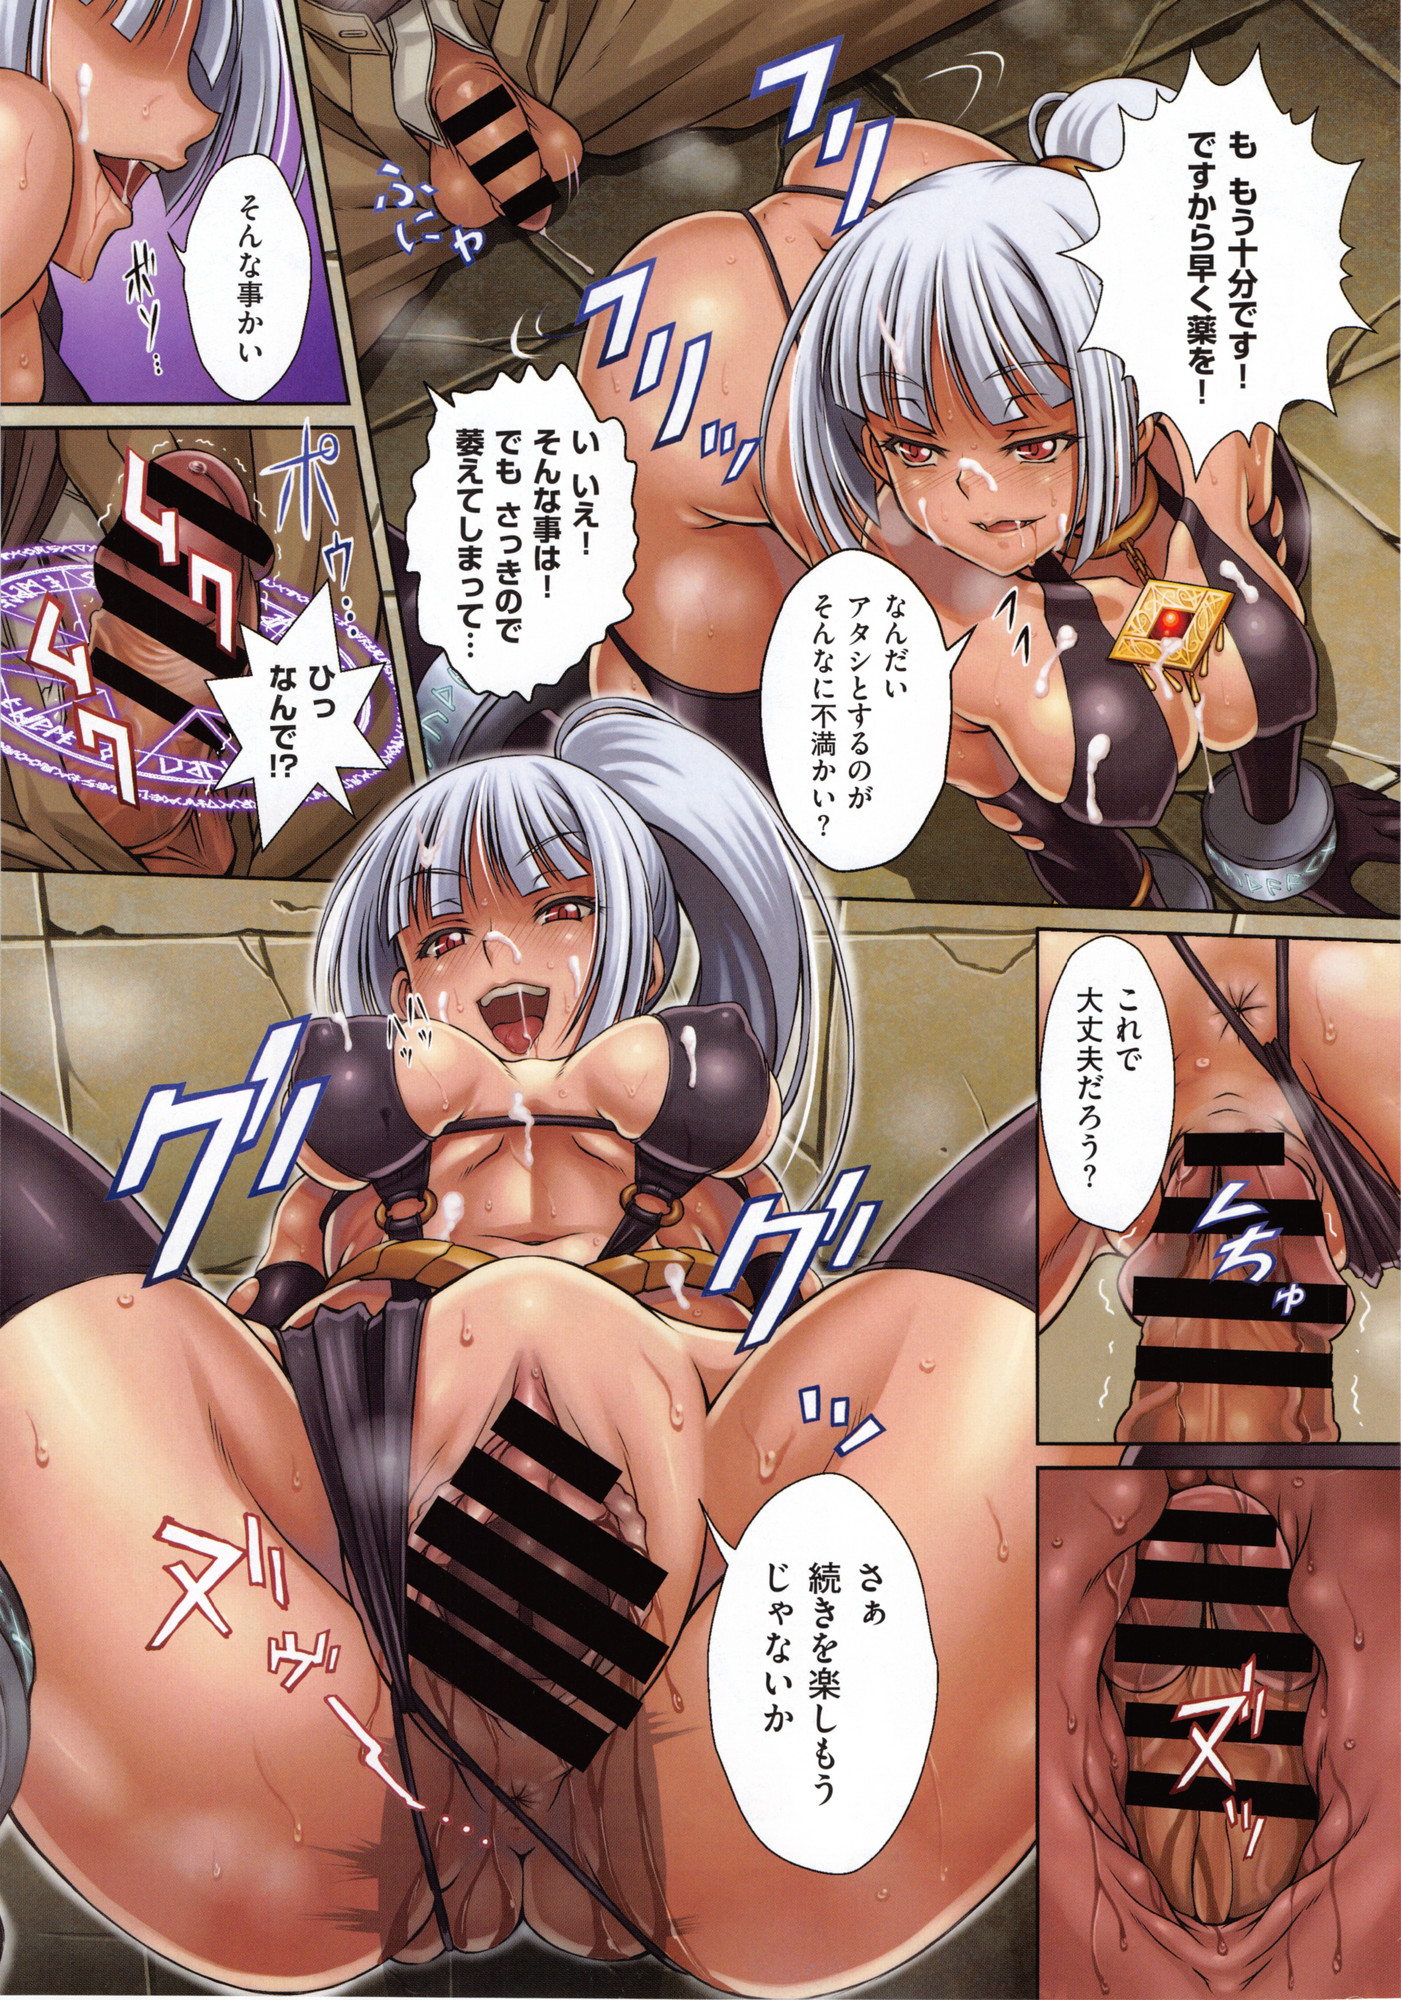 も もう十分です!
ですから早く薬を!
フリ
フリ
なんだい
アタシとするのが
そんなに不満かい?
い いえ!
そんな事は!
でも さっきので
萎えてしまって…
ふにゃ
そんな事かい
ボソ…
ポゥ…
ムクムク
ひっ
なんで!?
これで
大丈夫だろう?
くちゅ
グリ
グリ
ッ
さぁ
続きを楽しもう
じゃないか
ヌぷ…
ヌプッ